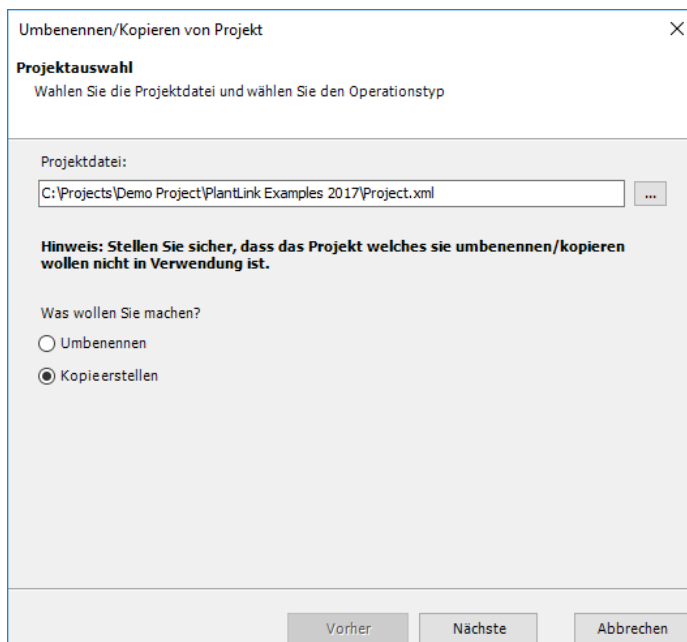 Umbenennen/Kopieren von Projekt
Projektauswahl
Wahlen Sie die Projektdatei und wählen Sie den Operationstyp
Projektdatei:
C:\Projects\Demo Project\PlantLink Examples 2017\Project.xml
...
Hinweis: Stellen Sie sicher, dass das Projekt welches sie umbenennen/kopieren
wollen nicht in Verwendung ist.
Was wollen Sie machen?
Umbenennen
Kopieerstellen
Vorher Nächste Abbrechen